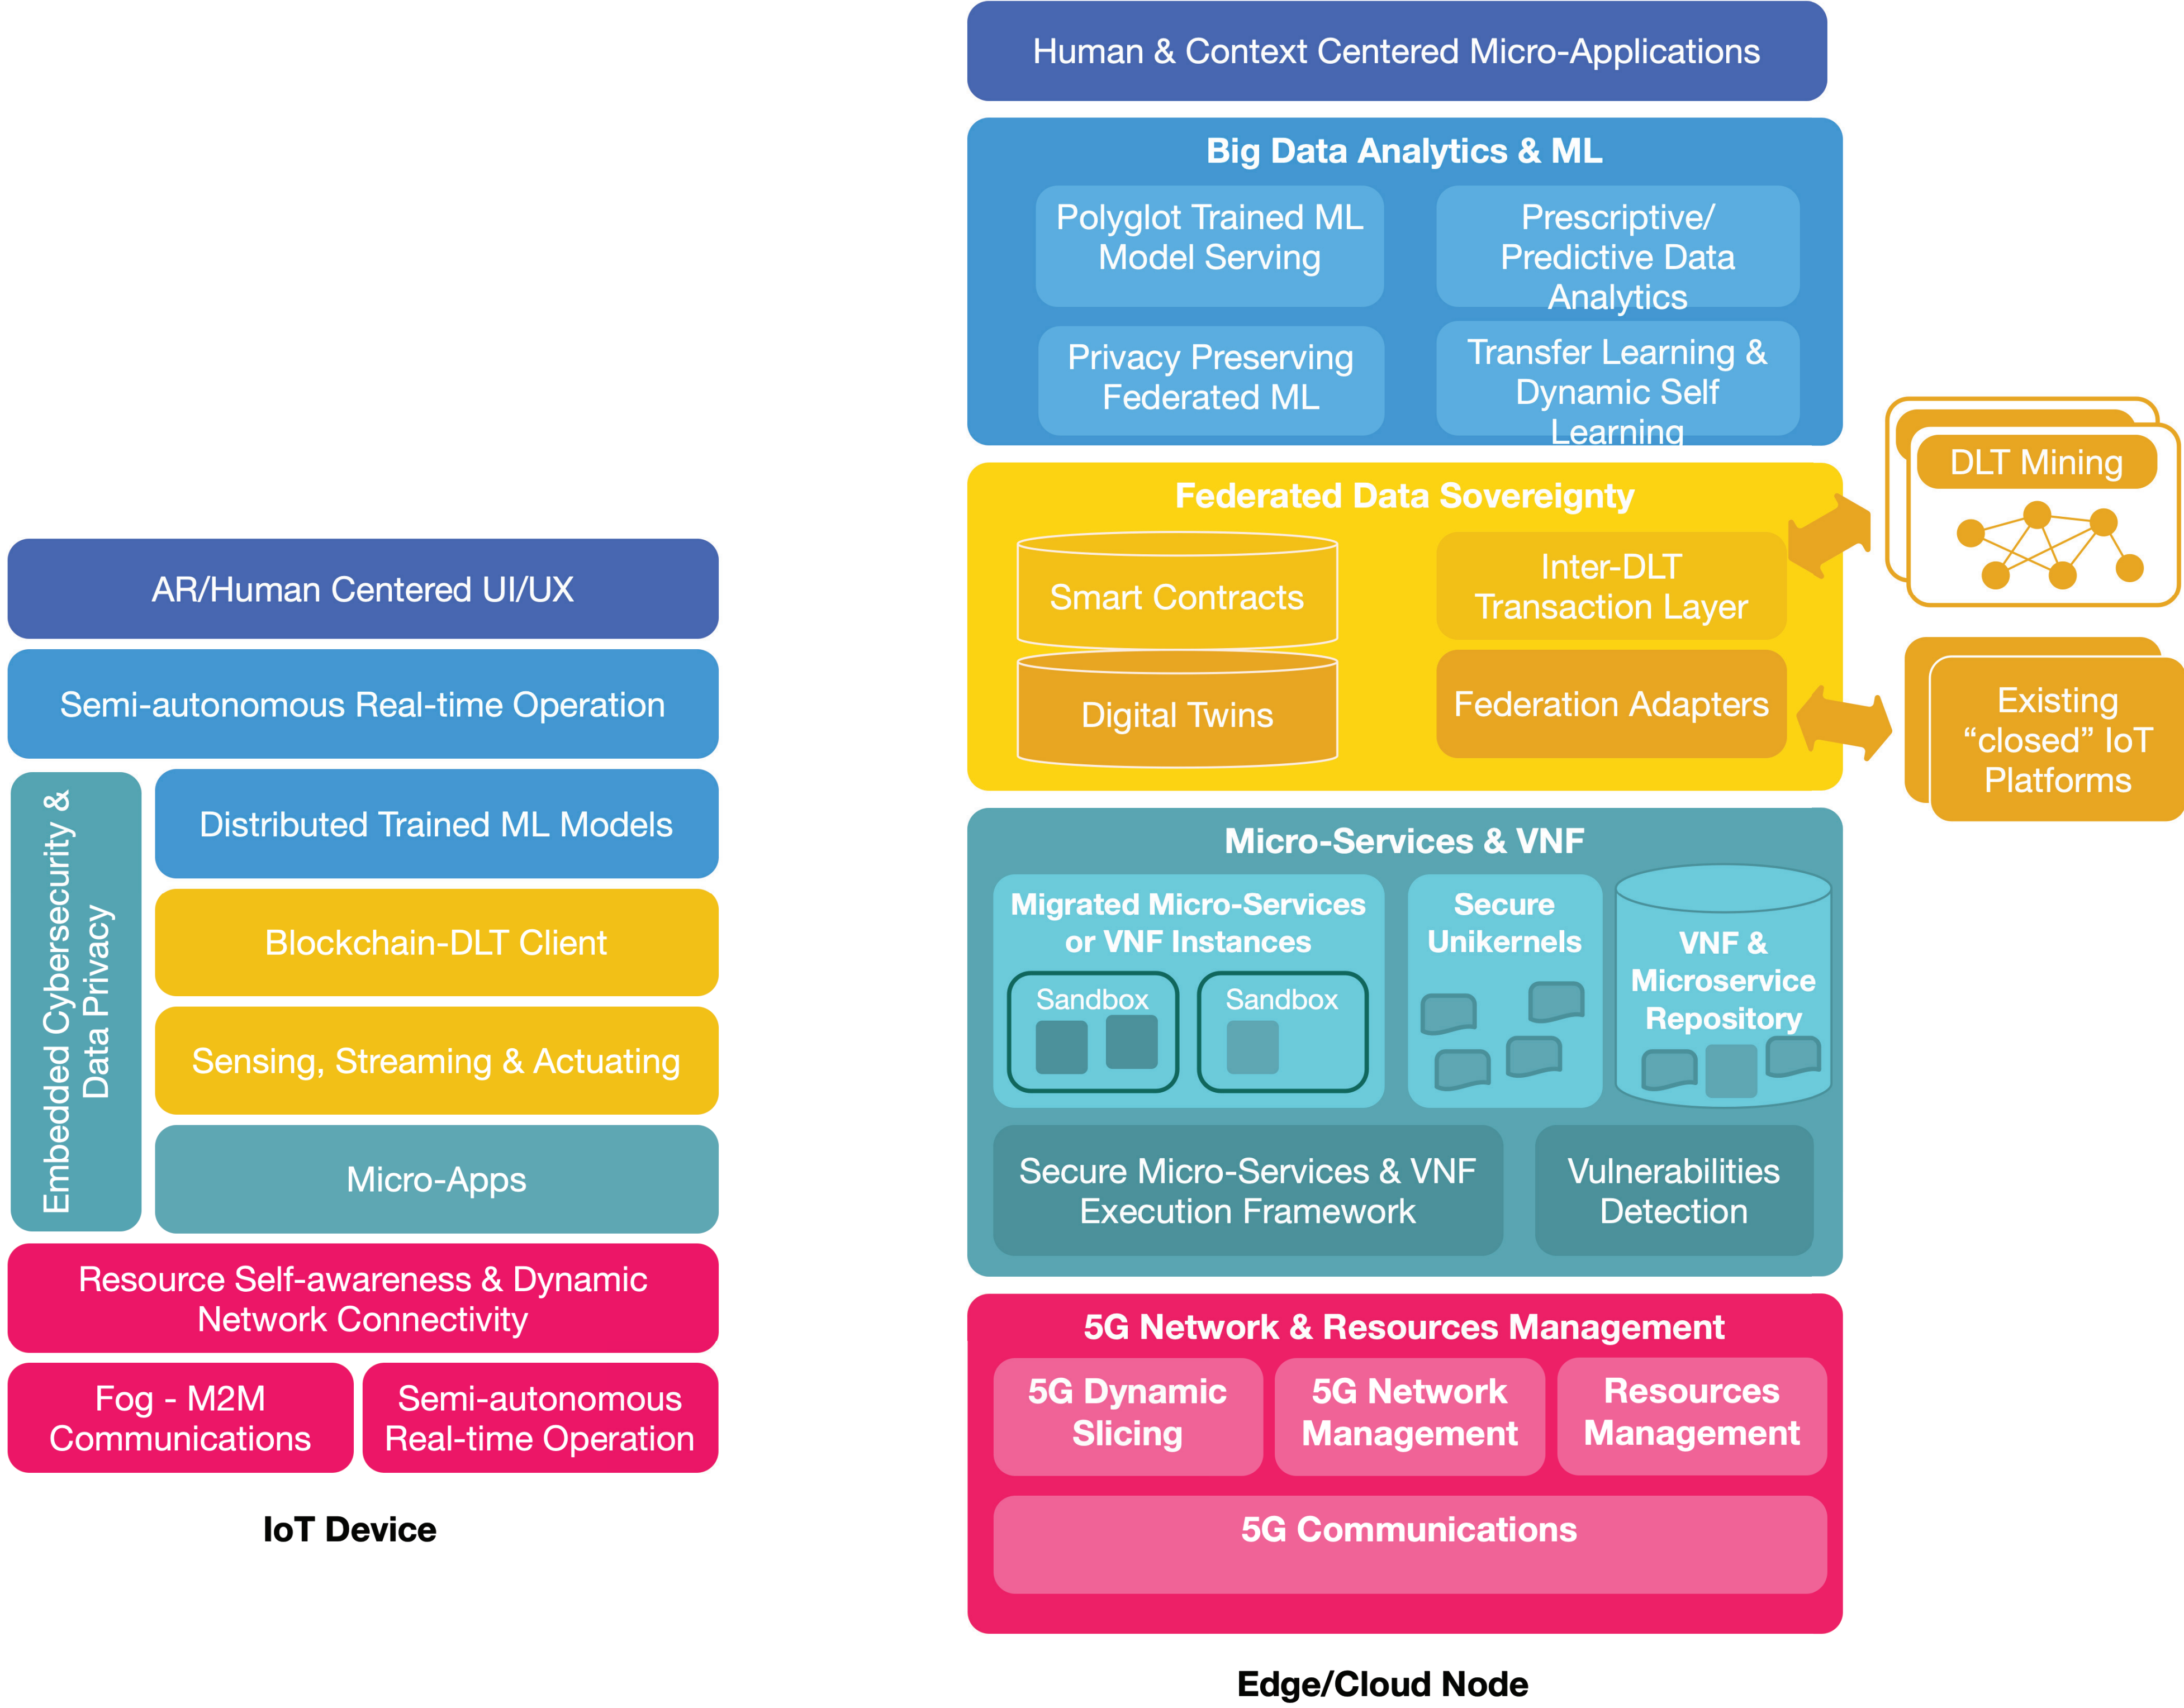 Human & Context Centered Micro-Applications
Big Data Analytics & ML
Polyglot Trained ML
Model Serving
Prescriptive/
Predictive Data
Analytics
Privacy Preserving
Federated ML
Transfer Learning &
Dynamic Self
Learning
Federated Data Sovereignty
Smart Contracts
Digital Twins
Inter-DLT
Transaction Layer
Federation Adapters
DLT Mining
Existing
“closed” IoT
Platforms
Micro-Services & VNF
Migrated Micro-Services
or VNF Instances
Sandbox
Sandbox
Secure
Unikernels
VNF &
Microservice
Repository
Secure Micro-Services & VNF
Execution Framework
Vulnerabilities
Detection
5G Network & Resources Management
5G Dynamic
Slicing
5G Network
Management
Resources
Management
5G Communications
Edge/Cloud Node
AR/Human Centered UI/UX
Semi-autonomous Real-time Operation
Embedded Cybersecurity &
Data Privacy
Distributed Trained ML Models
Blockchain-DLT Client
Sensing, Streaming & Actuating
Micro-Apps
Resource Self-awareness & Dynamic
Network Connectivity
Fog - M2M
Communications
Semi-autonomous
Real-time Operation
IoT Device